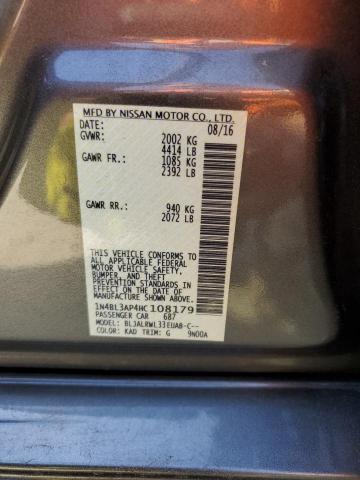 MFD BY NISSAN MOTOR CO., LTD.
DATE: 08/16
GVWR: 2002 KG
4414 LB
GAWR FR: 1085 KG
2392 LB
GAWR RR: 940 KG
2072 LB
THIS VEHICLE CONFORMS TO
ALL APPLICABLE FEDERAL
MOTOR VEHICLE SAFETY,
BUMPER, AND THEFT
PREVENTION STANDARDS IN
EFFECT ON THE DATE OF
MANUFACTURE SHOWN ABOVE.
1N4BL3AP4HC108179
PASSENGER CAR 687
MODEL: BLJALRWL33EUA8-C--
COLOR: KAD TRIM: G 9N00A